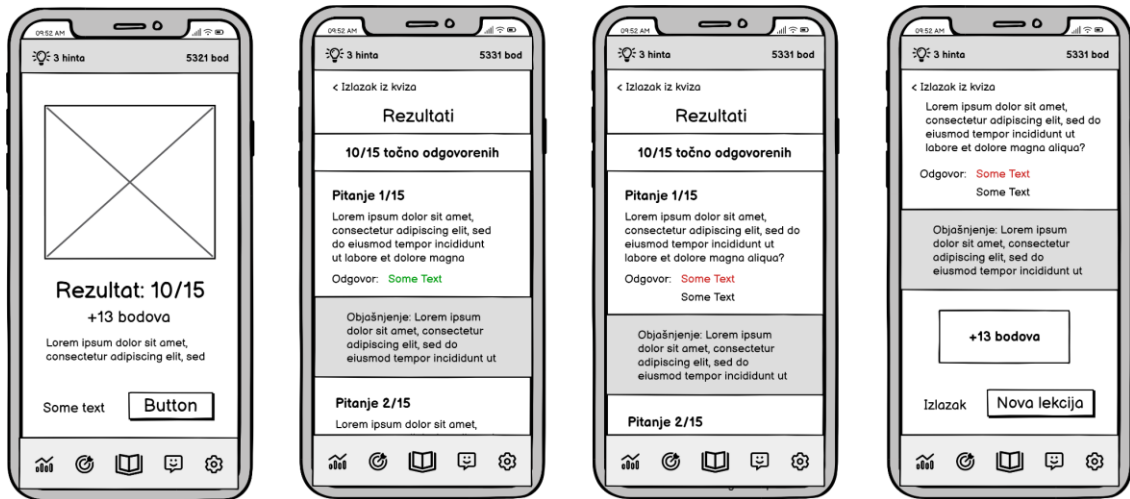 09:52 AM
3 hinta 5321 bod
Rezultat: 10/15
+13 bodova
Lorem ipsum dolor sit amet,
consectetur adipiscing elit, sed
Some text Button
09:52 AM
3 hinta 5331 bod
< Izlazak iz kviza
Rezultati
10/15 točno odgovorenih
Pitanje 1/15
Lorem ipsum dolor sit amet,
consectetur adipiscing elit, sed
do eiusmod tempor incididunt
ut labore et dolore magna
Odgovor: Some Text
Objašnjenje: Lorem ipsum
dolor sit amet, consectetur
adipiscing elit, sed do
eiusmod tempor incididunt ut
Pitanje 2/15
Lorem ipsum dolor sit amet,
09:52 AM
3 hinta 5331 bod
< Izlazak iz kviza
Rezultati
10/15 točno odgovorenih
Pitanje 1/15
Lorem ipsum dolor sit amet,
consectetur adipiscing elit, sed do
eiusmod tempor incididunt ut
labore et dolore magna aliqua?
Odgovor: Some Text
Some Text
Objašnjenje: Lorem ipsum
dolor sit amet, consectetur
adipiscing elit, sed do
eiusmod tempor incididunt ut
Pitanje 2/15
09:52 AM
3 hinta 5331 bod
< Izlazak iz kviza
Lorem ipsum dolor sit amet,
consectetur adipiscing elit, sed do
eiusmod tempor incididunt ut
labore et dolore magna aliqua?
Odgovor: Some Text
Some Text
Objašnjenje: Lorem ipsum
dolor sit amet, consectetur
adipiscing elit, sed do
eiusmod tempor incididunt ut
+13 bodova
Izlazak Nova lekcija